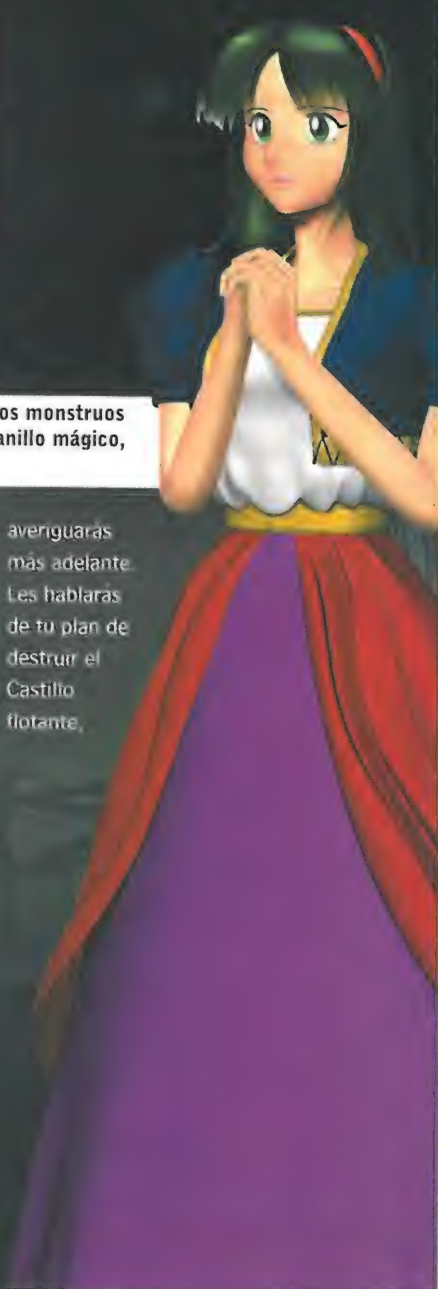 os monstruos
anillo mágico,
averiguarás
más adelante.
Les hablarás
de tu plan de
destruir el
Castillo
flotante,